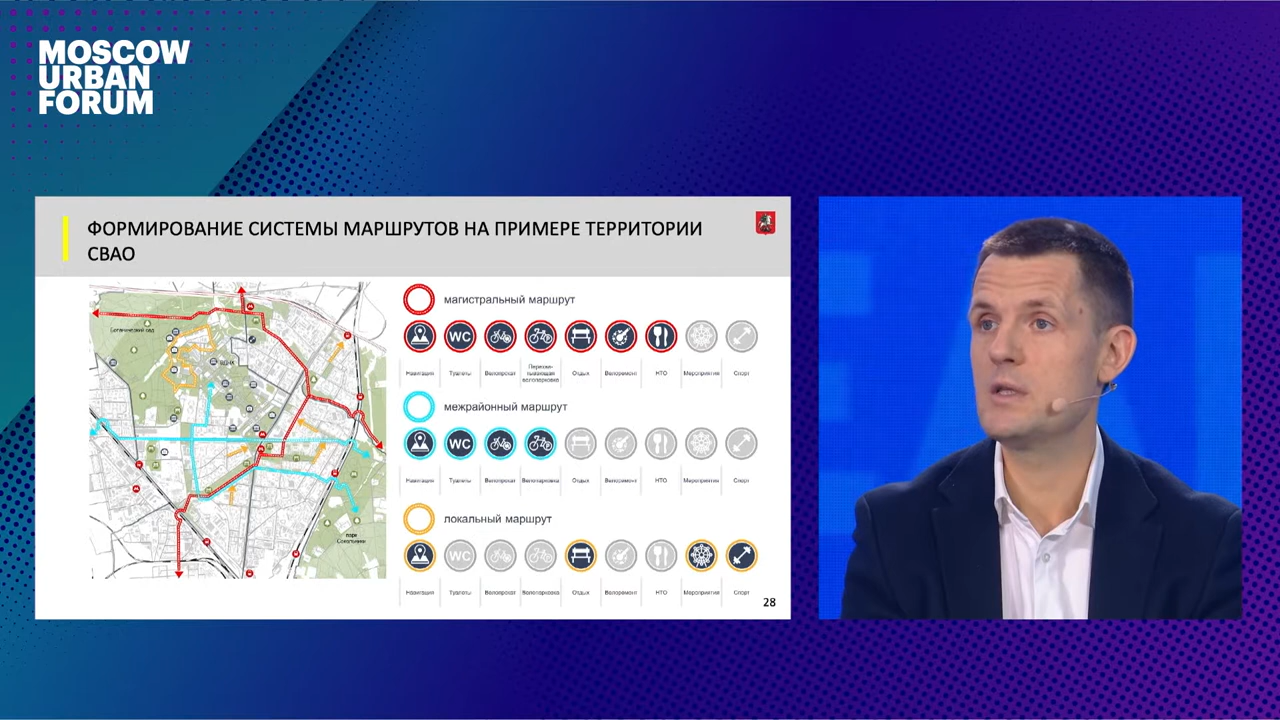 MOSCOW
URBAN
FORUM
ФОРМИРОВАНИЕ СИСТЕМЫ МАРШРУТОВ НА ПРИМЕРЕ ТЕРРИТОРИИ
СВАО
магистральный маршрут
WC
Навигация Туалеты Велопрокат Перехва-
тывающая
велопарковка Отдых Велоремонт НТО Мероприятия Спорт
межрайонный маршрут
WC
Навигация Туалеты Велопрокат Велопарковка Отдых Велоремонт НТО Мероприятия Спорт
локальный маршрут
WC
Навигация Туалеты Велопрокат Велопарковка Отдых Велоремонт НТО Мероприятия Спорт
Ботанический сад
ВДНХ
парк
Сокольники
28